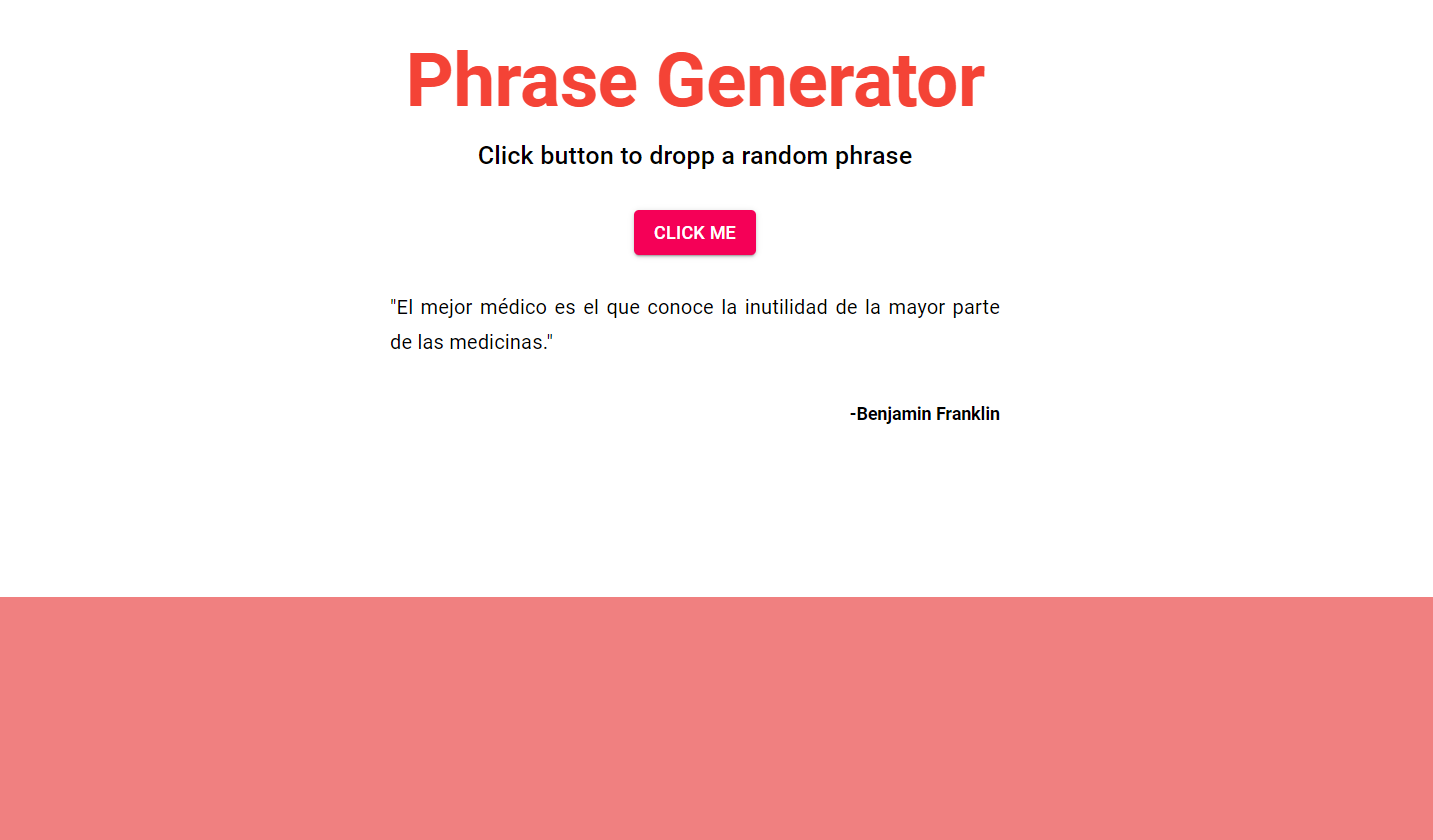 Phrase Generator
Click button to dropp a random phrase
CLICK ME
"El mejor médico es el que conoce la inutilidad de la mayor parte
de las medicinas."
-Benjamin Franklin